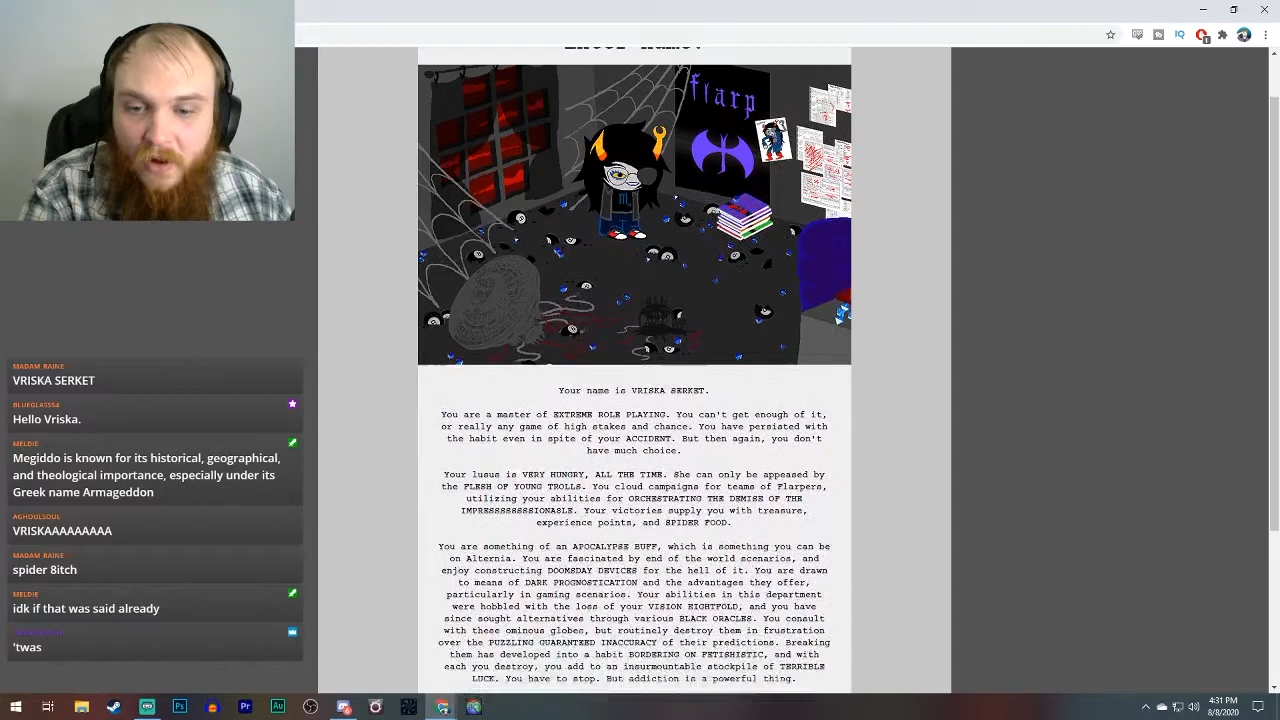 flarp
Your name is VRISKA SERKET.
You are a master of EXTREME ROLE PLAYING. You can't get enough of it,
or really any game of high stakes and chance. You have persisted with
the habit even in spite of your ACCIDENT. But then again, you don't
have much choice.
Your lusus is VERY HUNGRY, ALL THE TIME. She can only be appeased by
the FLESH OF YOUNG TROLLS. You cloud campaigns for teams of Flarpers,
utilizing your abilities for ORCHESTRATING THE DEMISE OF THE
IMPRESSSSSSSSIONA8LE. Your victories supply you with treasure,
experience points, and SPIDER FOOD.
You are something of an APOCALYPSE BUFF, which is something you can be
on Alternia. You are fascinated by end of the world scenarios, and
enjoy constructing DOOMSDAY DEVICES for the hell of it. You are drawn
to means of DARK PROGNOSTICATION and the advantages they offer,
particularly in gaming scenarios. Your abilities in this department
were hobbled with the loss of your VISION EIGHTFOLD, and you have
since sought alternatives through various BLACK ORACLES. You consult
with these ominous globes, but routinely destroy them in frustration
over the PUZZLING GUARANTEED INACCURACY of their predictions. Breaking
them has developed into a habit BORDERING ON FETISHISTIC, and with
each you destroy, you add to an insurmountable stockpile of TERRIBLE
LUCK. You have to stop. But addiction is a powerful thing.
MADAM_RAINE
VRISKA SERKET
BLUEGLASS54
Hello Vriska.
MELDIE
Megiddo is known for its historical, geographical,
and theological importance, especially under its
Greek name Armageddon
AGHOULSOUL
VRISKAAAAAAAAA
MADAM_RAINE
spider 8itch
MELDIE
idk if that was said already
'twas
4:31 PM
8/8/2020